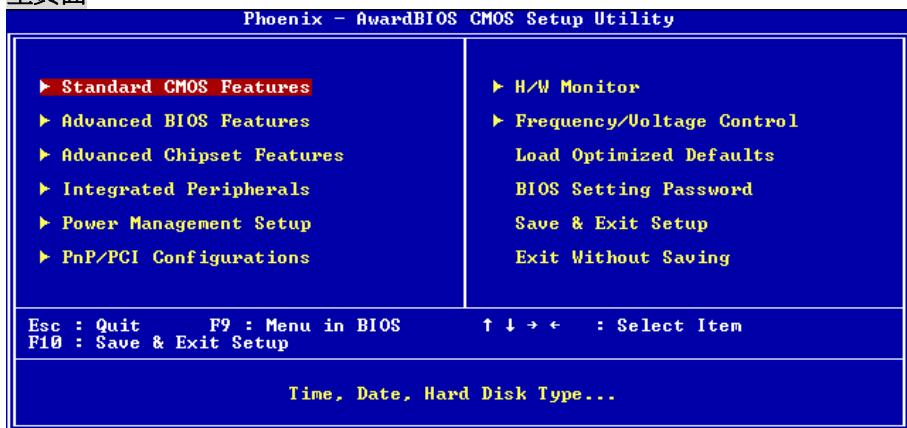 主页面
Phoenix - AwardBIOS CMOS Setup Utility
▶ Standard CMOS Features
▶ Advanced BIOS Features
▶ Advanced Chipset Features
▶ Integrated Peripherals
▶ Power Management Setup
▶ PnP/PCI Configurations
▶ H/W Monitor
▶ Frequency/Voltage Control
Load Optimized Defaults
BIOS Setting Password
Save & Exit Setup
Exit Without Saving
Esc : Quit F9 : Menu in BIOS ↑ ↓ → ← : Select Item
F10 : Save & Exit Setup
Time, Date, Hard Disk Type...